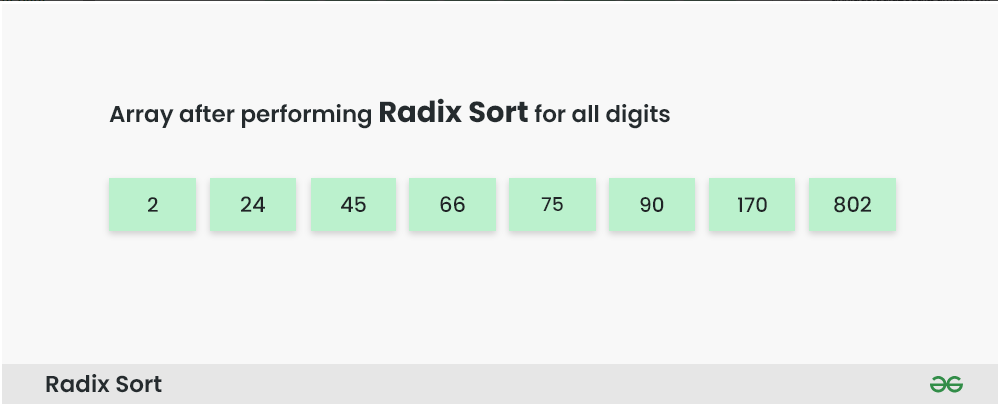 Array after performing Radix Sort for all digits
2 24 45 66 75 90 170 802
Radix Sort